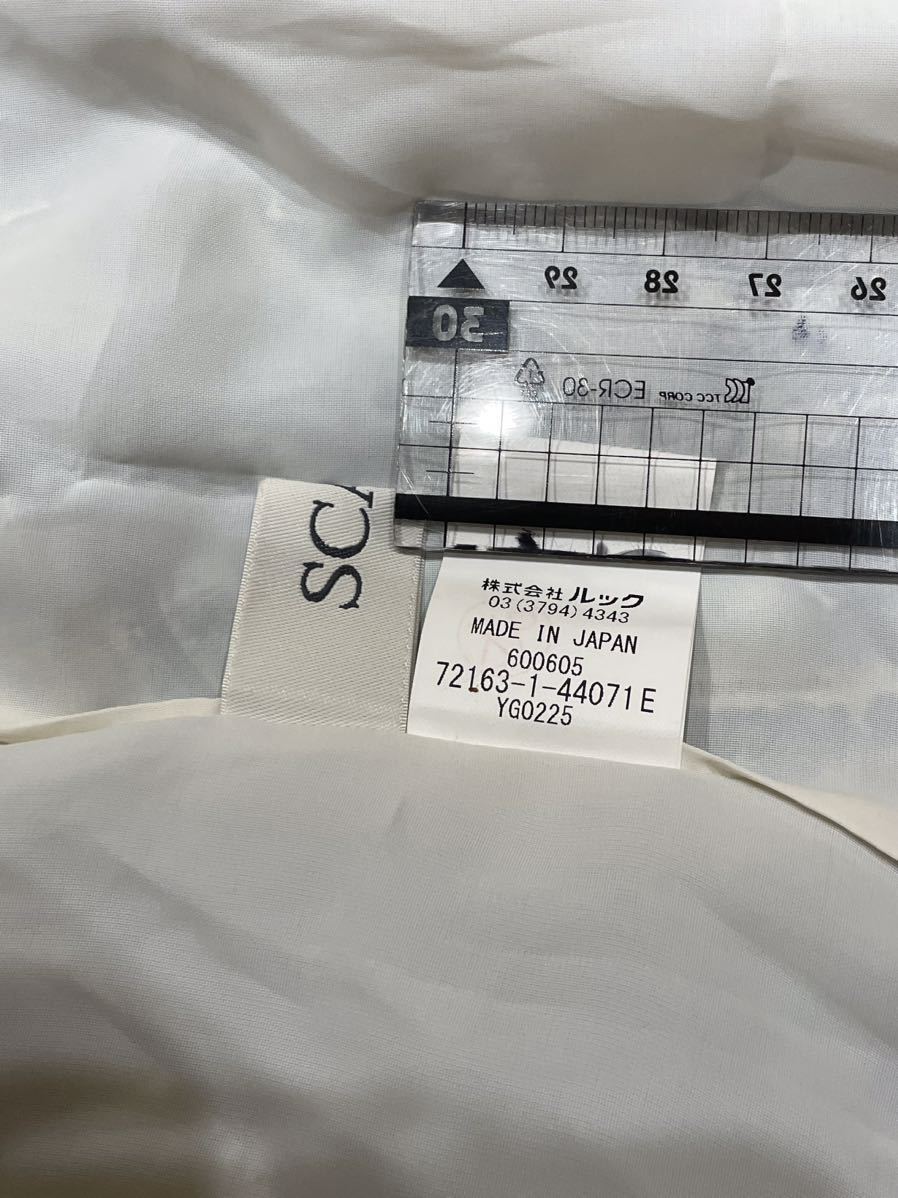 29 28 27 26
30
TCC CORP ECR-30
SCA
株式会社 ルック
03(3794)4343
MADE IN JAPAN
600605
72163-1-44071E
YG0225